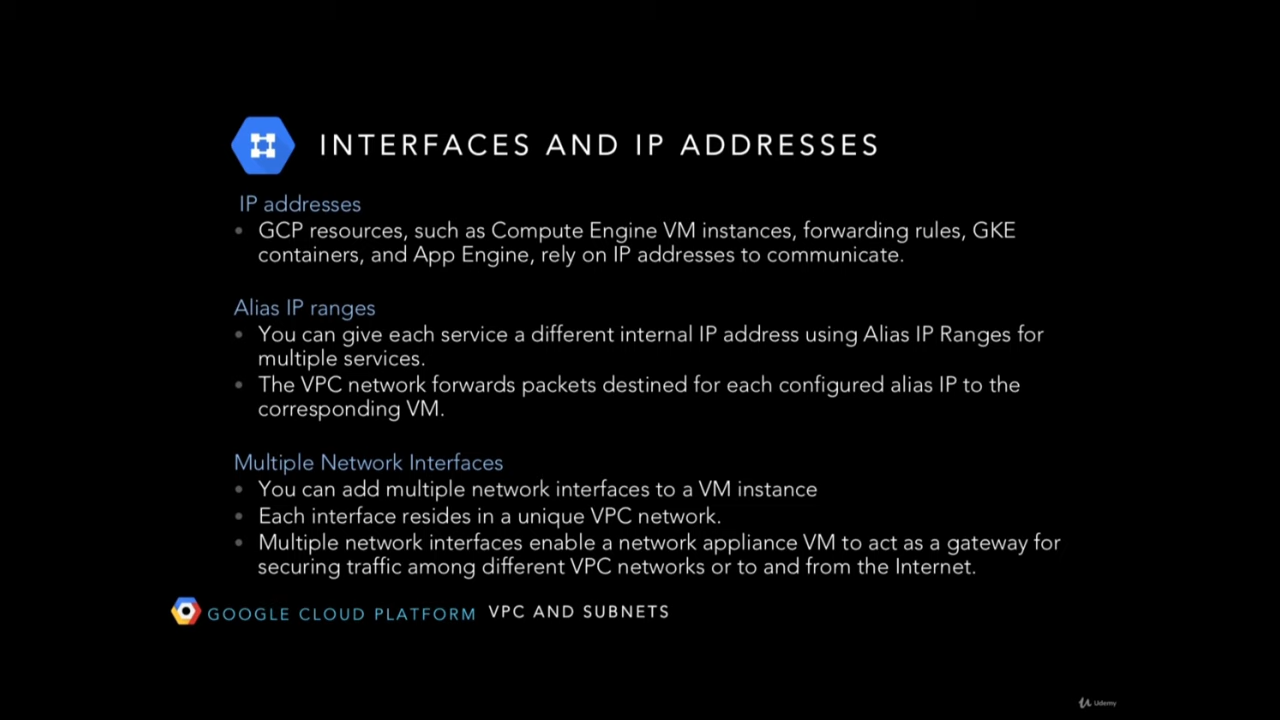 INTERFACES AND IP ADDRESSES
IP addresses
• GCP resources, such as Compute Engine VM instances, forwarding rules, GKE
containers, and App Engine, rely on IP addresses to communicate.
Alias IP ranges
• You can give each service a different internal IP address using Alias IP Ranges for
multiple services.
• The VPC network forwards packets destined for each configured alias IP to the
corresponding VM.
Multiple Network Interfaces
• You can add multiple network interfaces to a VM instance
• Each interface resides in a unique VPC network.
• Multiple network interfaces enable a network appliance VM to act as a gateway for
securing traffic among different VPC networks or to and from the Internet.
GOOGLE CLOUD PLATFORM VPC AND SUBNETS
Udemy